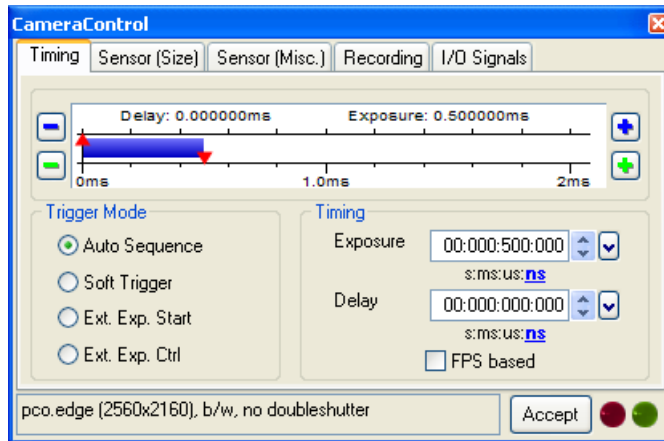 CameraControl
Timing Sensor (Size) Sensor (Misc.) Recording I/O Signals
Delay: 0.000000ms Exposure: 0.500000ms
0ms 1.0ms 2ms
Trigger Mode
Auto Sequence
Soft Trigger
Ext. Exp. Start
Ext. Exp. Ctrl
Timing
Exposure 00:000:500:000
s:ms:us:ns
Delay 00:000:000:000
s:ms:us:ns
FPS based
pco.edge (2560x2160), b/w, no doubleshutter Accept